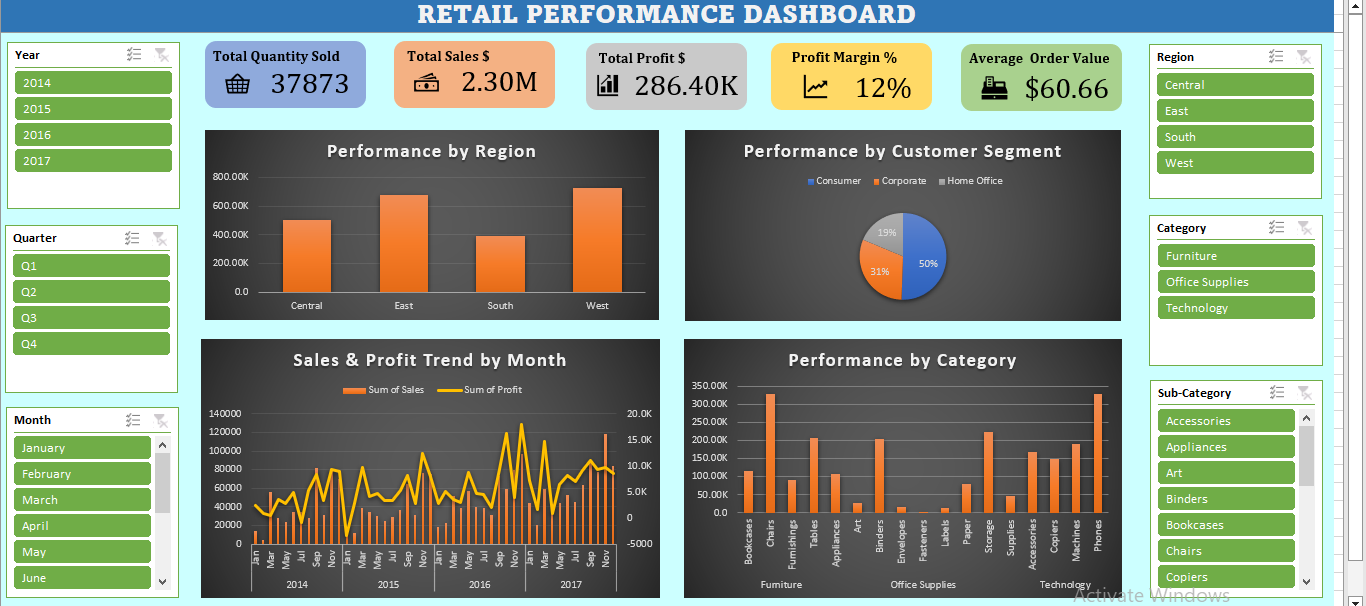 RETAIL PERFORMANCE DASHBOARD
Year
2014
2015
2016
2017
Quarter
Q1
Q2
Q3
Q4
Month
January
February
March
April
May
June
Total Quantity Sold
37873
Total Sales $
2.30M
Total Profit $
286.40K
Profit Margin %
12%
Average Order Value
$60.66
Performance by Region
800.00K
600.00K
400.00K
200.00K
0.0
Central East South West
Performance by Customer Segment
Consumer Corporate Home Office
19%
50%
31%
Sales & Profit Trend by Month
Sum of Sales Sum of Profit
140000
120000
100000
80000
60000
40000
20000
0
20.0K
15.0K
10.0K
5.0K
0
-5000
Jan Mar May Jul Sep Nov Jan Mar May Jul Sep Nov Jan Mar May Jul Sep Nov Jan Mar May Jul Sep Nov
2014 2015 2016 2017
Performance by Category
350.00K
300.00K
250.00K
200.00K
150.00K
100.00K
50.00K
0.0
Bookcases Chairs Furnishings Tables Appliances Art Binders Envelopes Fasteners Labels Paper Storage Supplies Accessories Copiers Machines Phones
Furniture Office Supplies Technology
Region
Central
East
South
West
Category
Furniture
Office Supplies
Technology
Sub-Category
Accessories
Appliances
Art
Binders
Bookcases
Chairs
Copiers
Activate Windows